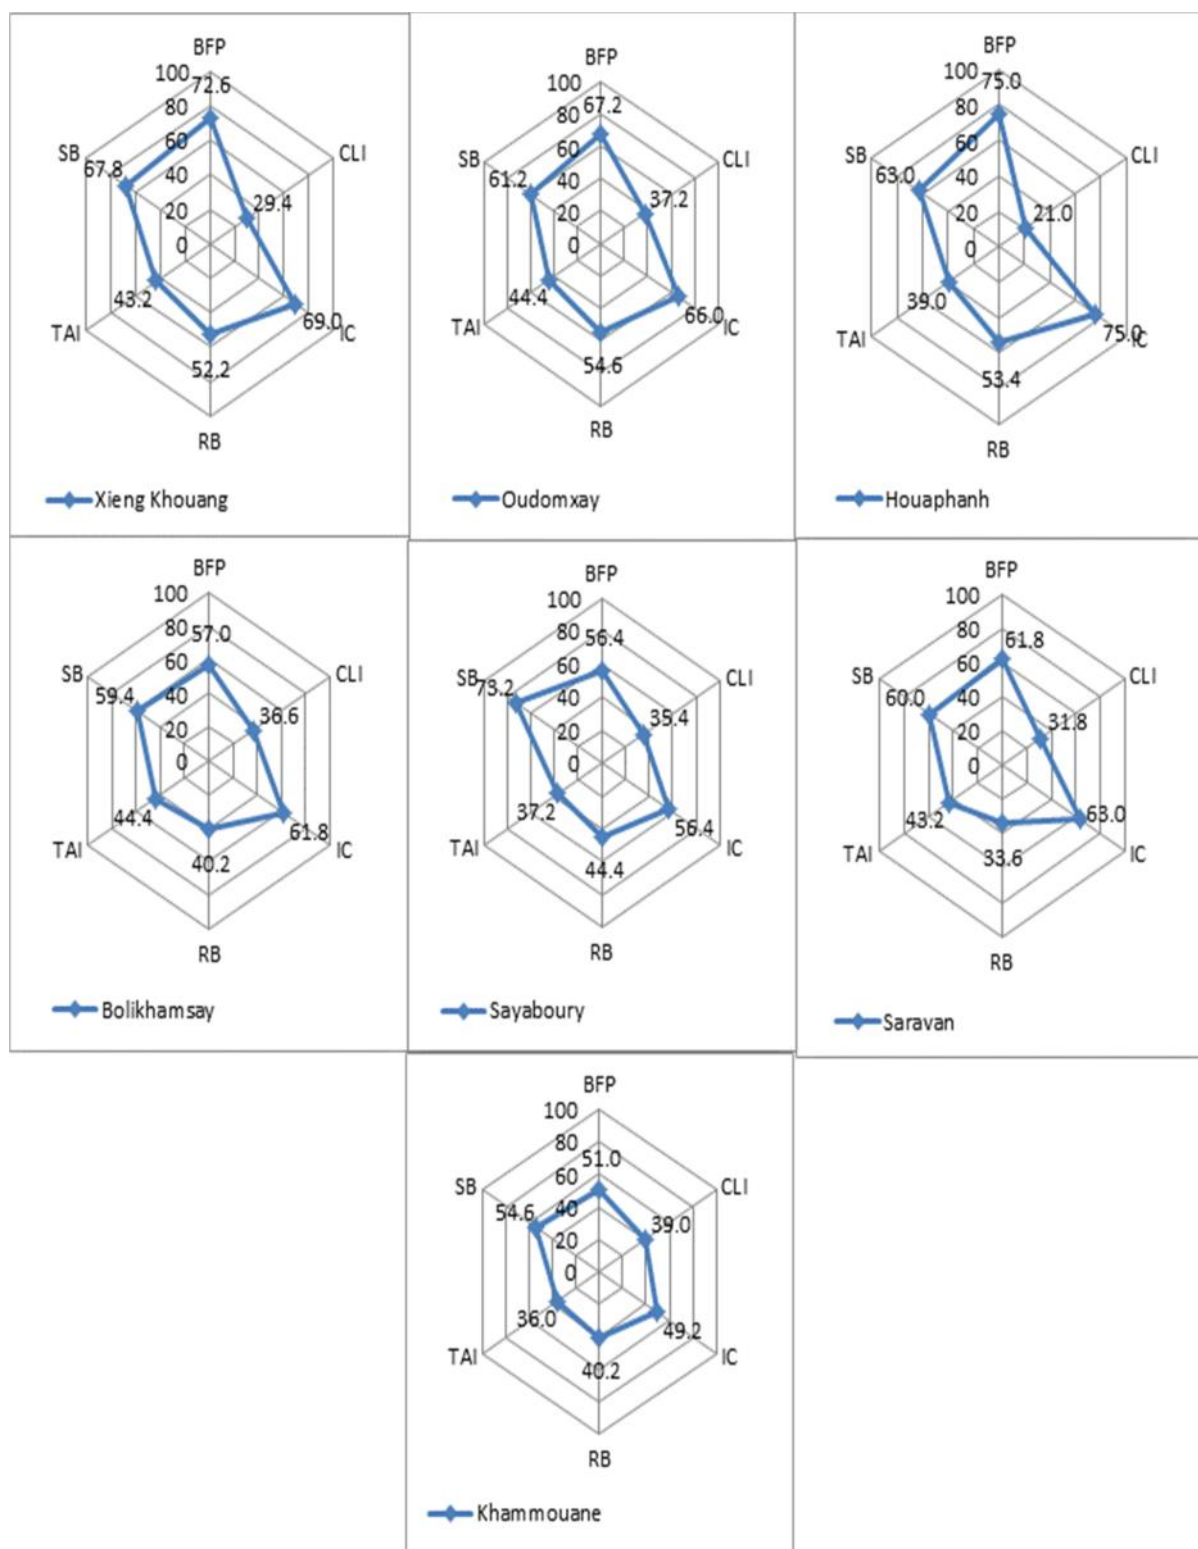 BFP
100
72.6
80
SB
67.8
60
CLI
40
29.4
20
0
43.2
TAI
69.0
IC
52.2
RB
Xieng Khouang
BFP
100
67.2
80
SB
61.2
60
CLI
40
37.2
20
0
44.4
TAI
66.0
IC
54.6
RB
Oudomxay
BFP
100
75.0
80
SB
63.0
60
CLI
40
21.0
20
0
39.0
TAI
75.0
IC
53.4
RB
Houaphanh
BFP
100
80
57.0
SB
59.4
60
CLI
40
36.6
20
0
44.4
TAI
61.8
IC
40.2
RB
Bolikhamsay
BFP
100
80
56.4
SB
73.2
60
CLI
40
35.4
20
0
37.2
TAI
56.4
IC
44.4
RB
Sayaboury
BFP
100
80
61.8
SB
60.0
60
CLI
40
31.8
20
0
43.2
TAI
63.0
IC
33.6
RB
Saravan
BFP
100
80
51.0
SB
54.6
60
CLI
40
39.0
20
0
36.0
TAI
49.2
IC
40.2
RB
Khammouane